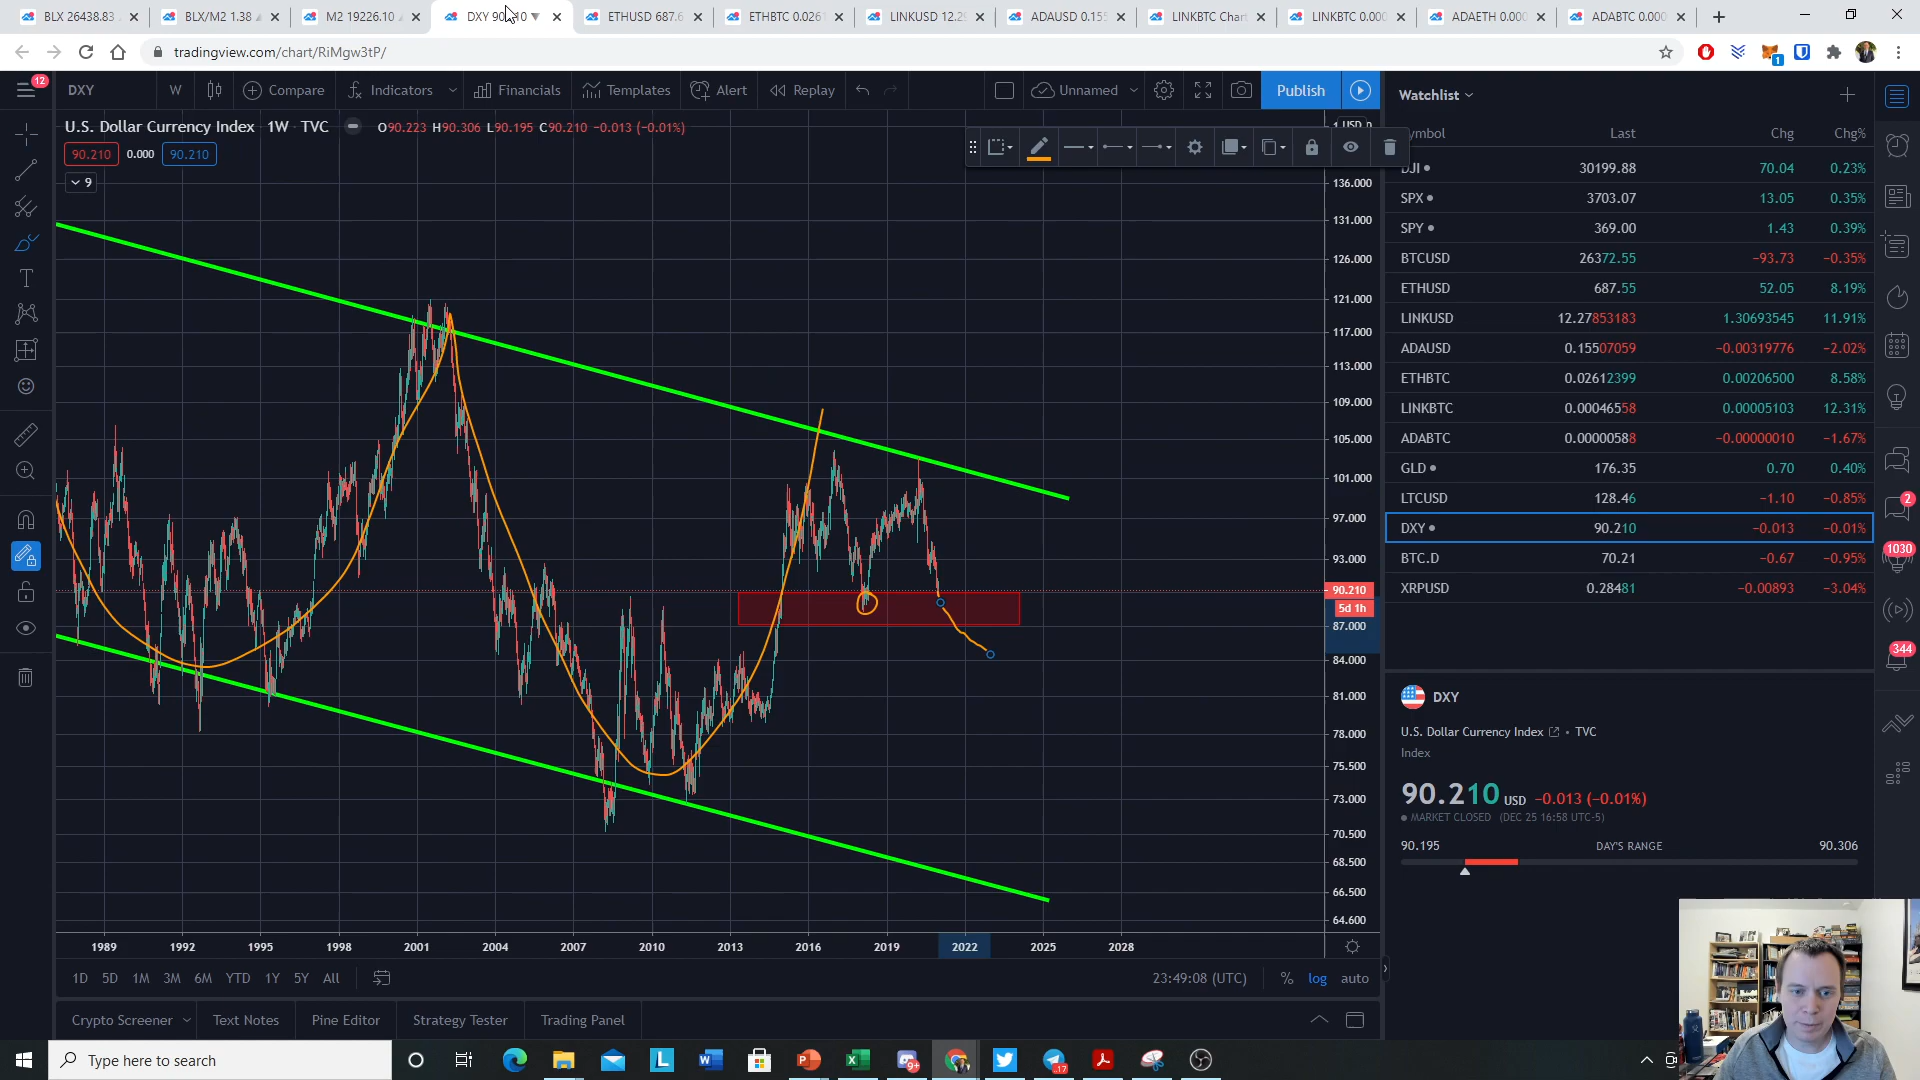 BLX 26438.83
BLX/M2 1.38
M2 19226.10
DXY 90.210
ETHUSD 687.6
ETHBTC 0.026
LINKUSD 12.29
ADAUSD 0.155
LINKBTC Chart
LINKBTC 0.000
ADAETH 0.000
ADABTC 0.000
tradingview.com/chart/RiMgw3tP/
1
12
DXY
W
Compare
Indicators
Financials
Templates
Alert
Replay
Unnamed
Publish
U.S. Dollar Currency Index · 1W · TVC
O90.223 H90.306 L90.195 C90.210 −0.013 (−0.01%)
90.210
0.000
90.210
9
USD
136.000
131.000
126.000
121.000
117.000
113.000
109.000
105.000
101.000
97.000
93.000
90.210
5d 1h
87.000
84.000
81.000
78.000
75.500
73.000
70.500
68.500
66.500
64.600
1989
1992
1995
1998
2001
2004
2007
2010
2013
2016
2019
2022
2025
2028
1D
5D
1M
3M
6M
YTD
1Y
5Y
All
23:49:08 (UTC)
%
log
auto
Crypto Screener
Text Notes
Pine Editor
Strategy Tester
Trading Panel
Watchlist
Last Chg Chg%
30199.88 70.04 0.23%
SPX 3703.07 13.05 0.35%
SPY 369.00 1.43 0.39%
BTCUSD 26372.55 −93.73 −0.35%
ETHUSD 687.55 52.05 8.19%
LINKUSD 12.27853183 1.30693545 11.91%
ADAUSD 0.15507059 −0.00319776 −2.02%
ETHBTC 0.02612399 0.00206500 8.58%
LINKBTC 0.00046558 0.00005103 12.31%
ADABTC 0.00000588 −0.00000010 −1.67%
GLD 176.35 0.70 0.40%
LTCUSD 128.46 −1.10 −0.85%
DXY 90.210 −0.013 −0.01%
BTC.D 70.21 −0.67 −0.95%
XRPUSD 0.28481 −0.00893 −3.04%
DXY
U.S. Dollar Currency Index • TVC
Index
90.210 USD −0.013 (−0.01%)
MARKET CLOSED (DEC 25 16:58 UTC-5)
90.195 DAY'S RANGE 90.306
2
1030
344
Type here to search
9+
17